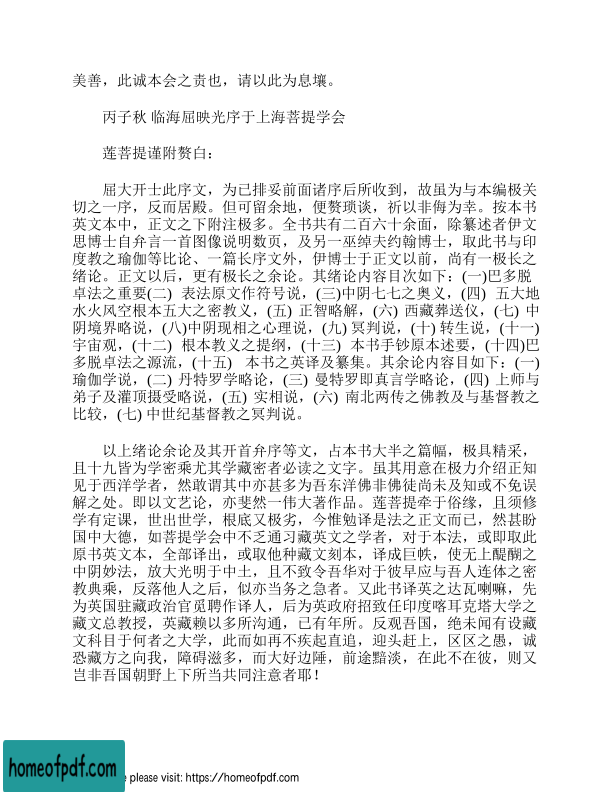 美善，此诚本会之责也，请以此为息壤。
丙子秋 临海屈映光序于上海菩提学会
莲菩提谨附赘白：
屈大开士此序文，为已排妥前面诸序后所收到，故虽为与本编极关
切之一序，反而居殿。但可留余地，便赘琐谈，祈以非侮为幸。按本书
英文本中，正文之下附注极多。全书共有二百六十余面，除纂述者伊文
思博士自弁言一首图像说明数页，及另一巫绰夫约翰博士，取此书与印
度教之瑜伽等比论、一篇长序文外，伊博士于正文以前，尚有一极长之
绪论。正文以后，更有极长之余论。其绪论内容目次如下：(一)巴多脱
卓法之重要(二) 表法原文作符号说，(三)中阴七七之奥义，(四) 五大地
水火风空根本五大之密教义，(五) 正智略解，(六) 西藏葬送仪，(七) 中
阴境界略说，(八)中阴现相之心理说，(九) 冥判说，(十) 转生说，(十一)
宇宙观，(十二) 根本教义之提纲，(十三) 本书手钞原本述要，(十四)巴
多脱卓法之源流，(十五) 本书之英译及纂集。其余论内容目如下：(一)
瑜伽学说，(二) 丹特罗学略论，(三) 曼特罗即真言学略论，(四) 上师与
弟子及灌顶摄受略说，(五) 实相说，(六) 南北两传之佛教及与基督教之
比较，(七) 中世纪基督教之冥判说。
以上绪论余论及其开首弁序等文，占本书大半之篇幅，极具精采，
且十九皆为学密乘尤其学藏密者必读之文字。虽其用意在极力介绍正知
见于西洋学者，然敢谓其中亦甚多为吾东洋佛非佛徒尚未及知或不免误
解之处。即以文艺论，亦斐然一伟大著作品。莲菩提牵于俗缘，且须修
学有定课，世出世学，根底又极劣，今惟勉译是法之正文而已，然甚盼
国中大德，如菩提学会中不乏通习藏英文之学者，对于本法，或即取此
原书英文本，全部译出，或取他种藏文刻本，译成巨帙，使无上醍醐之
中阴妙法，放大光明于中土，且不致令吾华对于彼早应与吾人连体之密
教典乘，反落他人之后，似亦当务之急者。又此书译英之达瓦喇嘛，先
为英国驻藏政治官觅聘作译人，后为英政府招致任印度喀耳克塔大学之
藏文总教授，英藏赖以多所沟通，已有年所。反观吾国，绝未闻有设藏
文科目于何者之大学，此而如再不疾起直追，迎头赶上，区区之愚，诚
恐藏方之向我，障碍滋多，而大好边陲，前途黯淡，在此不在彼，则又
岂非吾国朝野上下所当共同注意者耶！
homeofpdf.com
please visit: https://homeofpdf.com